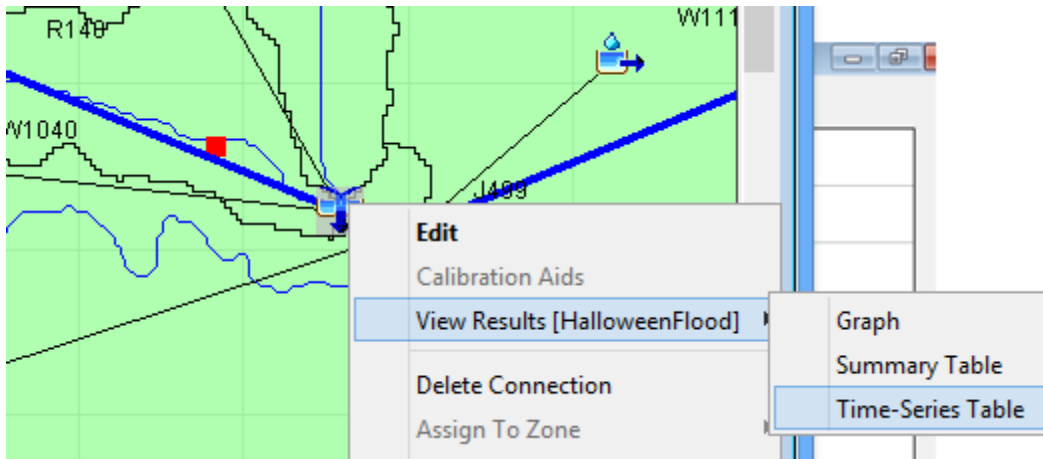 R140
W111
W1040
J499
Edit
Calibration Aids
View Results [HalloweenFlood]
Graph
Summary Table
Time-Series Table
Delete Connection
Assign To Zone